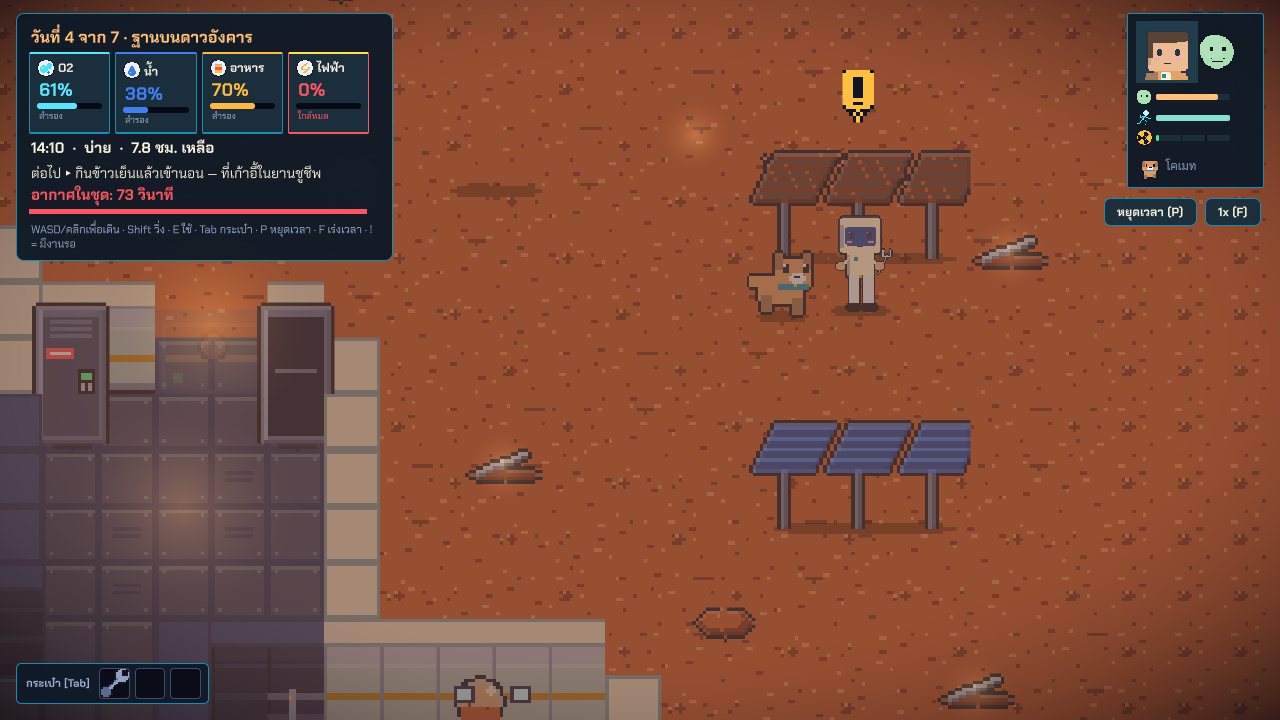 วันที่ 4 จาก 7 · ฐานบนดาวอังคาร
O2
61%
สำรอง
น้ำ
38%
สำรอง
อาหาร
70%
สำรอง
ไฟฟ้า
0%
ใกล้หมด
14:10 · บ่าย · 7.8 ชม. เหลือ
ต่อไป ▸ กินข้าวเย็นแล้วเข้านอน — ที่เก้าอี้ในยานชูชีพ
อากาศในชุด: 73 วินาที
WASD/คลิกเพื่อเดิน · Shift วิ่ง · E ใช้ · Tab กระเป๋า · P หยุดเวลา · F เร่งเวลา · !
= มีงานรอ
โคเมท
หยุดเวลา (P)
1x (F)
กระเป๋า [Tab]